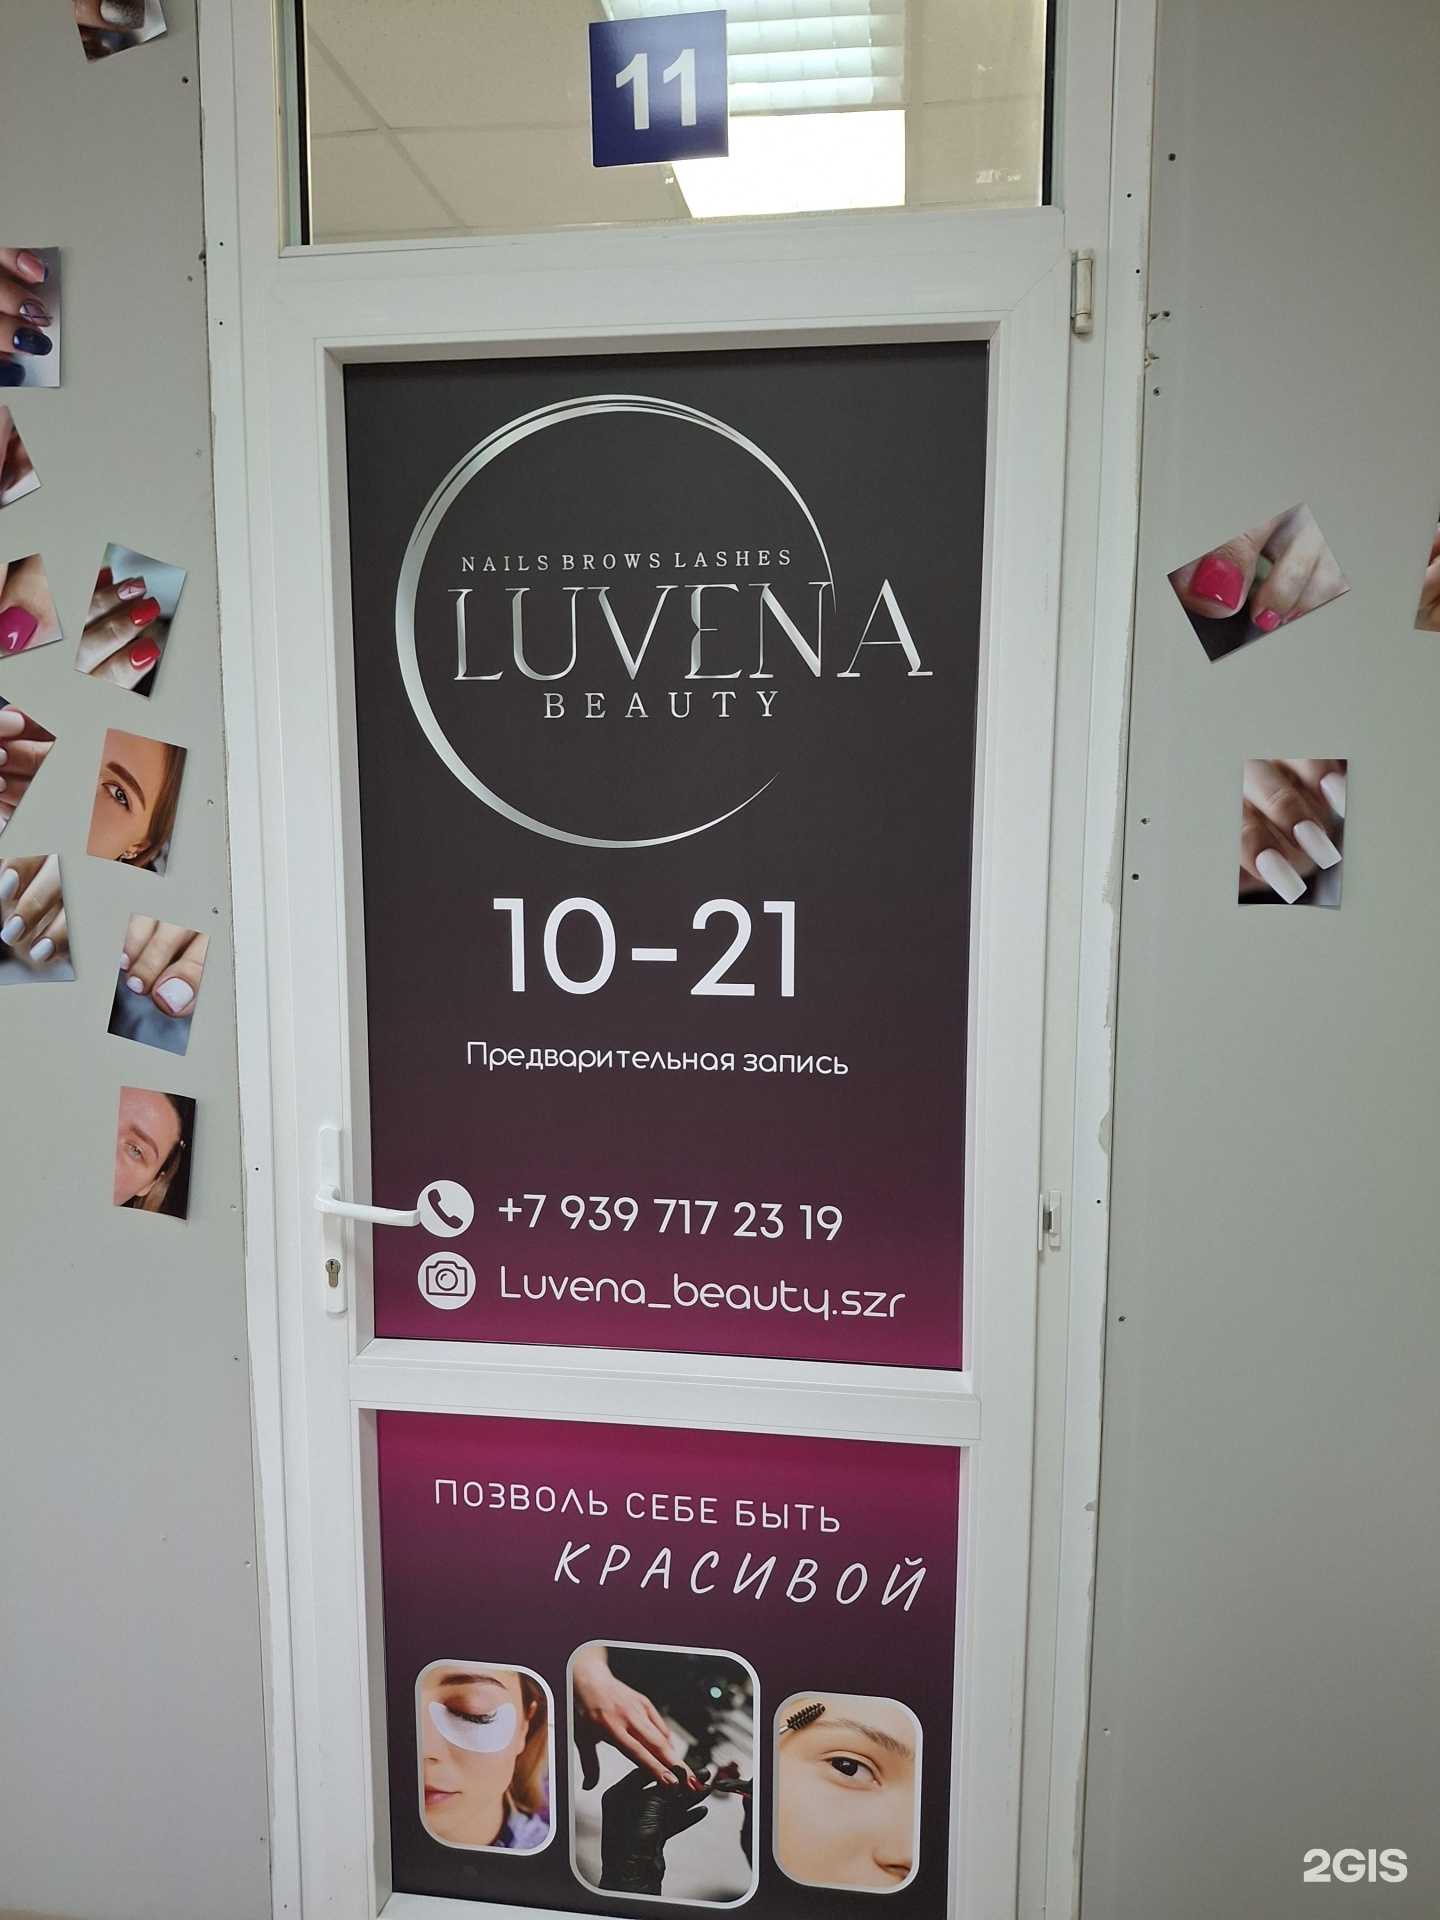 11
NAILS BROWS LASHES
LUVENA
BEAUTY
10-21
Предварительная запись
+7 939 717 23 19
Luvena_beauty.szr
ПОЗВОЛЬ СЕБЕ БЫТЬ
КРАСИВОЙ
2GIS